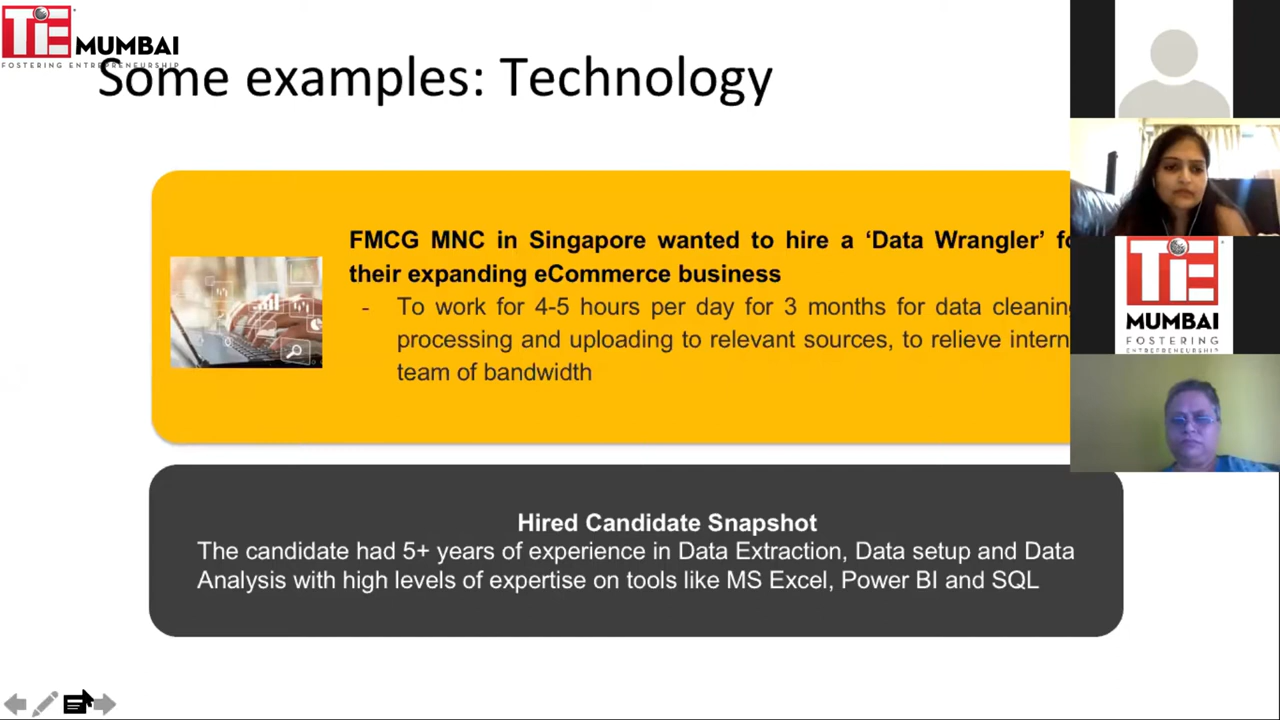 TiE MUMBAI
FOSTERING ENTREPRENEURSHIP
Some examples: Technology
FMCG MNC in Singapore wanted to hire a ‘Data Wrangler’
their expanding eCommerce business
- To work for 4-5 hours per day for 3 months for data
processing and uploading to relevant sources, to relieve
team of bandwidth
Hired Candidate Snapshot
The candidate had 5+ years of experience in Data Extraction, Data setup and Data
Analysis with high levels of expertise on tools like MS Excel, Power BI and SQL
TiE
MUMBAI
FOSTERING
ENTREPRENEURSHIP